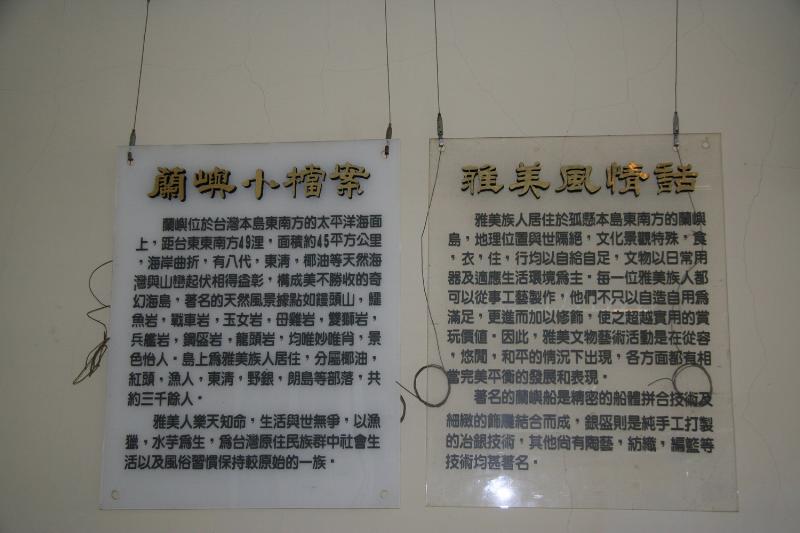 蘭嶼小檔案
蘭嶼位於台灣本島東南方的太平洋海面
上，距台東東南方49浬，面積約45平方公里
，海岸曲折，有八代，東清，椰油等天然海
灣與山巒起伏相得益彰，構成美不勝收的奇
幻海島，著名的天然風景據點如饅頭山，鱷
魚岩，戰車岩，玉女岩，母雞岩，雙獅岩，
兵艦岩，鋼盔岩，龍頭岩，均唯妙唯肖，景
色怡人。島上為雅美族人居住，分屬椰油，
紅頭，漁人，東清，野銀，朗島等部落，共
約三千餘人。
雅美人樂天知命，生活與世無爭，以漁
獵，水芋為生，為台灣原住民族群中社會生
活以及風俗習慣保持較原始的一族。
雅美風情話
雅美族人居住於孤懸本島東南方的蘭嶼
島，地理位置與世隔絕，文化景觀特殊，食
，衣，住，行均以自給自足，文物以日常用
器及適應生活環境為主。每一位雅美族人都
可以從事工藝製作，他們不只以自造自用為
滿足，更進而加以修飾，使之超越實用的賞
玩價值。因此，雅美文物藝術活動是在從容
，悠閒，和平的情況下出現，各方面都有相
當完美平衡的發展和表現。
著名的蘭嶼船是精密的船體拼合技術及
細緻的飾雕結合而成，銀盔則是純手工打製
的冶銀技術，其他尚有陶藝，紡織，編籃等
技術均甚著名。